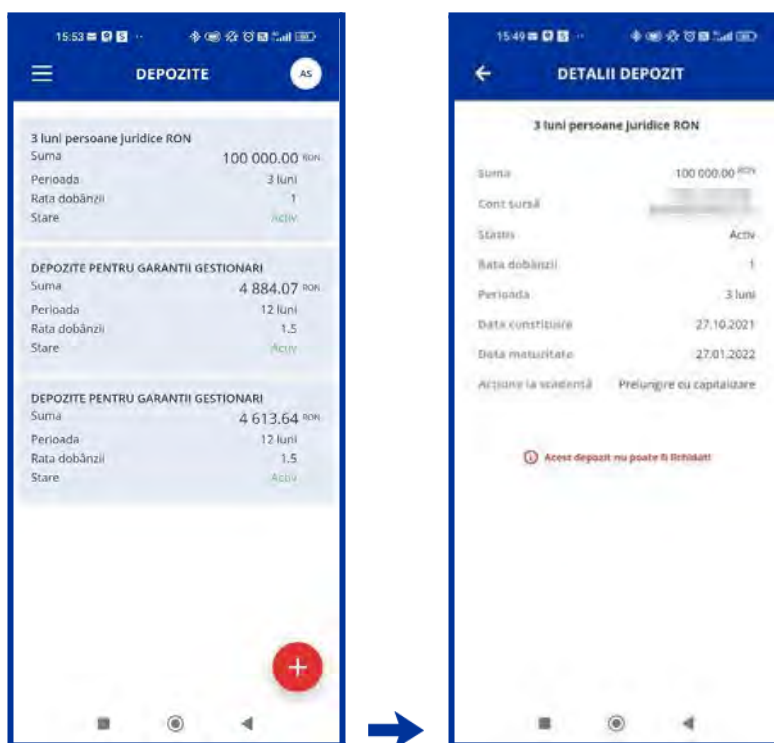 15:53
DEPOZITE
AS
3 luni persoane juridice RON
Suma 100 000.00 RON
Perioada 3 luni
Rata dobânzii 1
Stare Activ
DEPOZITE PENTRU GARANTII GESTIONARI
Suma 4 884.07 RON
Perioada 12 luni
Rata dobânzii 1.5
Stare Activ
DEPOZITE PENTRU GARANTII GESTIONARI
Suma 4 613.64 RON
Perioada 12 luni
Rata dobânzii 1.5
Stare Activ
+
15:49
DETALII DEPOZIT
3 luni persoane juridice RON
Suma 100 000.00 RON
Cont sursă
Status Activ
Rata dobânzii 1
Perioada 3 luni
Data constituire 27.10.2021
Data maturitate 27.01.2022
Acțiune la scadență Prelungire cu capitalizare
Acest depozit nu poate fi lichidat!